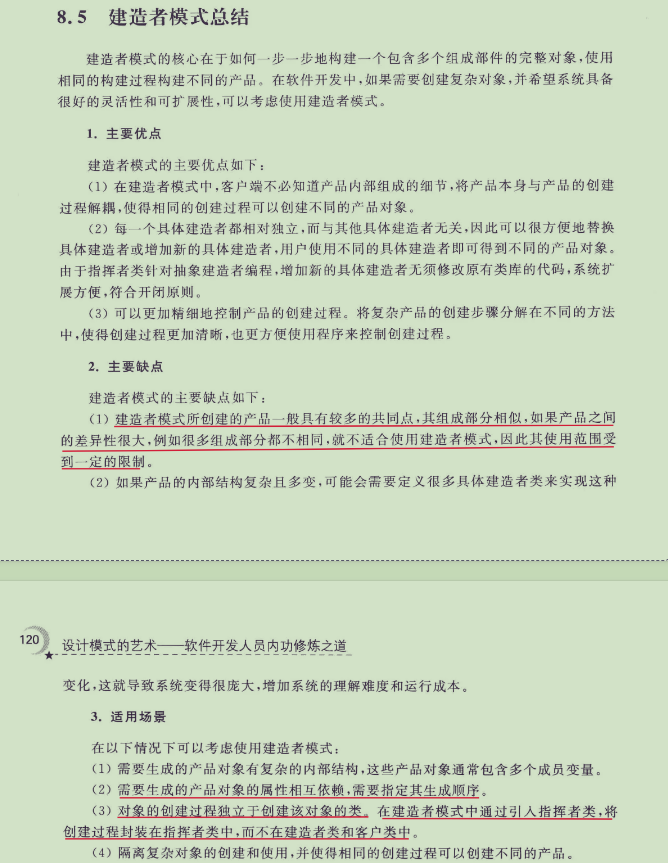 8.5 建造者模式总结
建造者模式的核心在于如何一步一步地构建一个包含多个组成部件的完整对象,使用
相同的构建过程构建不同的产品。在软件开发中,如果需要创建复杂对象,并希望系统具备
很好的灵活性和可扩展性,可以考虑使用建造者模式。
1. 主要优点
建造者模式的主要优点如下:
(1) 在建造者模式中,客户端不必知道产品内部组成的细节,将产品本身与产品的创建
过程解耦,使得相同的创建过程可以创建不同的产品对象。
(2) 每一个具体建造者都相对独立,而与其他具体建造者无关,因此可以很方便地替换
具体建造者或增加新的具体建造者,用户使用不同的具体建造者即可得到不同的产品对象。
由于指挥者类针对抽象建造者编程,增加新的具体建造者无须修改原有类库的代码,系统扩
展方便,符合开闭原则。
(3) 可以更加精细地控制产品的创建过程。将复杂产品的创建步骤分解在不同的方法
中,使得创建过程更加清晰,也更方便使用程序来控制创建过程。
2. 主要缺点
建造者模式的主要缺点如下:
(1) 建造者模式所创建的产品一般具有较多的共同点,其组成部分相似,如果产品之间
的差异性很大,例如很多组成部分都不相同,就不适合使用建造者模式,因此其使用范围受
到一定的限制。
(2) 如果产品的内部结构复杂且多变,可能会需要定义很多具体建造者类来实现这种
120
设计模式的艺术——软件开发人员内功修炼之道
变化,这就导致系统变得很庞大,增加系统的理解难度和运行成本。
3. 适用场景
在以下情况下可以考虑使用建造者模式:
(1) 需要生成的产品对象有复杂的内部结构,这些产品对象通常包含多个成员变量。
(2) 需要生成的产品对象的属性相互依赖,需要指定其生成顺序。
(3) 对象的创建过程独立于创建该对象的类。在建造者模式中通过引入指挥者类,将
创建过程封装在指挥者类中,而不在建造者类和客户类中。
(4) 隔离复杂对象的创建和使用,并使得相同的创建过程可以创建不同的产品。